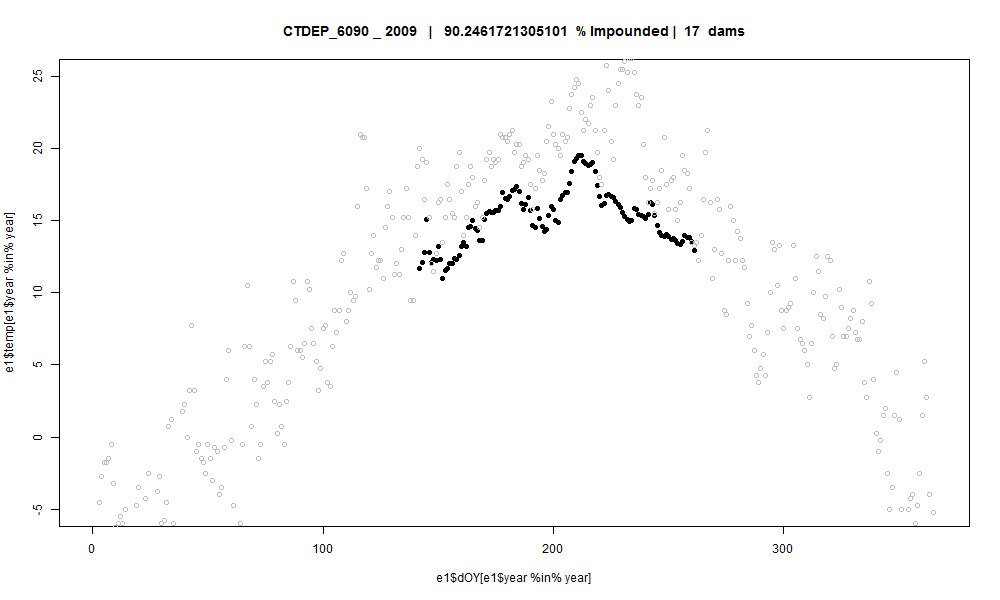 CTDEP_6090 _ 2009 | 90.2461721305101 % Impounded | 17 dams
e1$temp[e1$year %in% year]
25
20
15
10
5
0
-5
0 100 200 300
e1$dOY[e1$year %in% year]